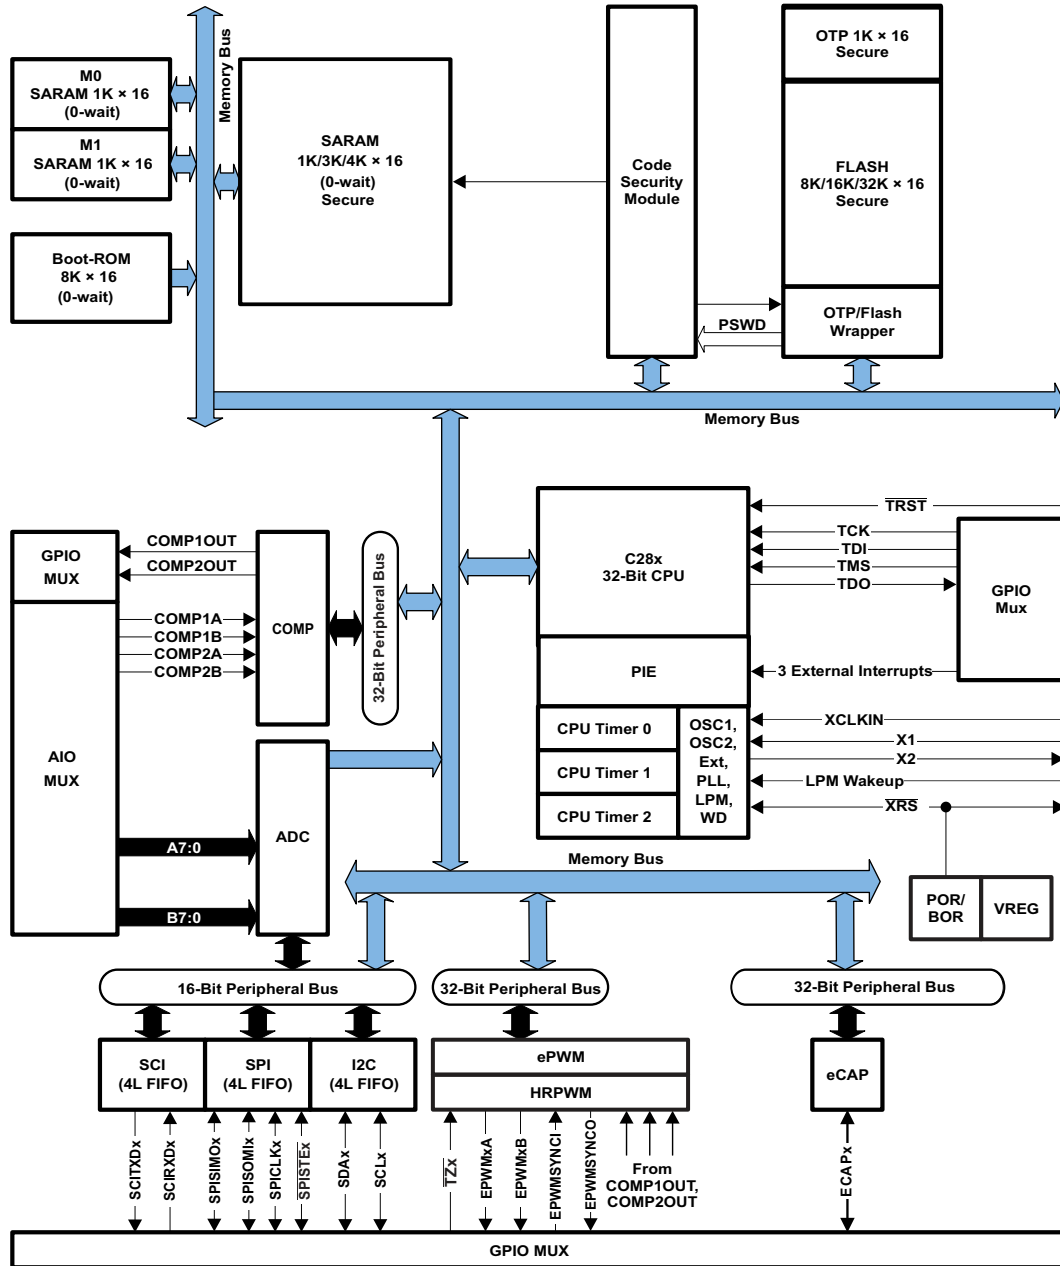 OTP 1K × 16
Secure
Memory Bus
M0
SARAM 1K × 16
(0-wait)
M1
SARAM 1K × 16
(0-wait)
SARAM
1K/3K/4K × 16
(0-wait)
Secure
Code
Security
Module
FLASH
8K/16K/32K × 16
Secure
Boot-ROM
8K × 16
(0-wait)
OTP/Flash
Wrapper
PSWD
Memory Bus
TRST
GPIO
MUX
COMP1OUT
COMP2OUT
COMP1A
COMP1B
COMP2A
COMP2B
COMP
32-Bit Peripheral Bus
C28x
32-Bit CPU
TCK
TDI
TMS
TDO
GPIO
Mux
PIE
3 External Interrupts
CPU Timer 0
CPU Timer 1
CPU Timer 2
OSC1,
OSC2,
Ext,
PLL,
LPM,
WD
XCLKIN
X1
X2
LPM Wakeup
XRS
AIO
MUX
ADC
A7:0
B7:0
Memory Bus
POR/
BOR
VREG
16-Bit Peripheral Bus
32-Bit Peripheral Bus
32-Bit Peripheral Bus
SCI
(4L FIFO)
SPI
(4L FIFO)
I2C
(4L FIFO)
ePWM
HRPWM
eCAP
SCITXDx
SCIRXDx
SPISIMOx
SPISOMIx
SPICLKx
SPISTEx
SDAx
SCLx
TZx
EPWMxA
EPWMxB
EPWMSYNCI
EPWMSYNCO
From
COMP1OUT,
COMP2OUT
ECAPx
GPIO MUX